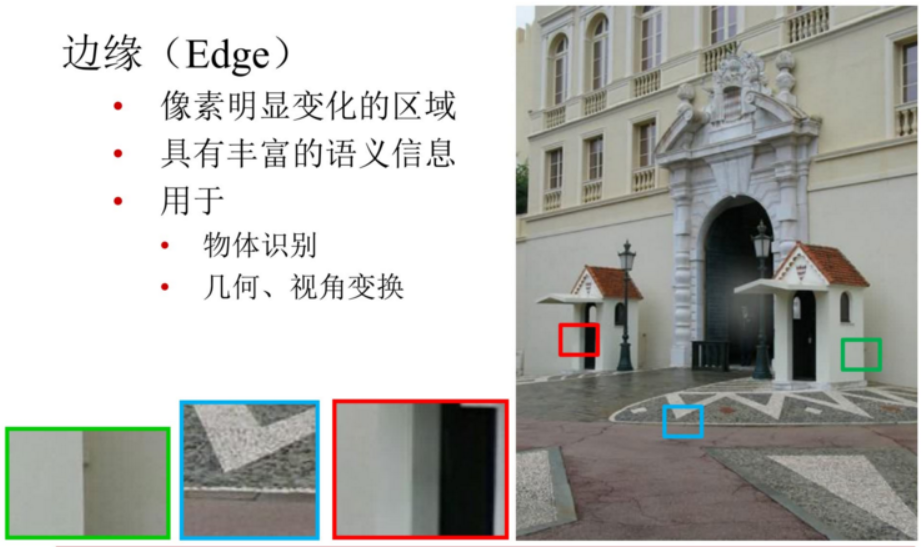 边缘（Edge）
• 像素明显变化的区域
• 具有丰富的语义信息
• 用于
• 物体识别
• 几何、视角变换